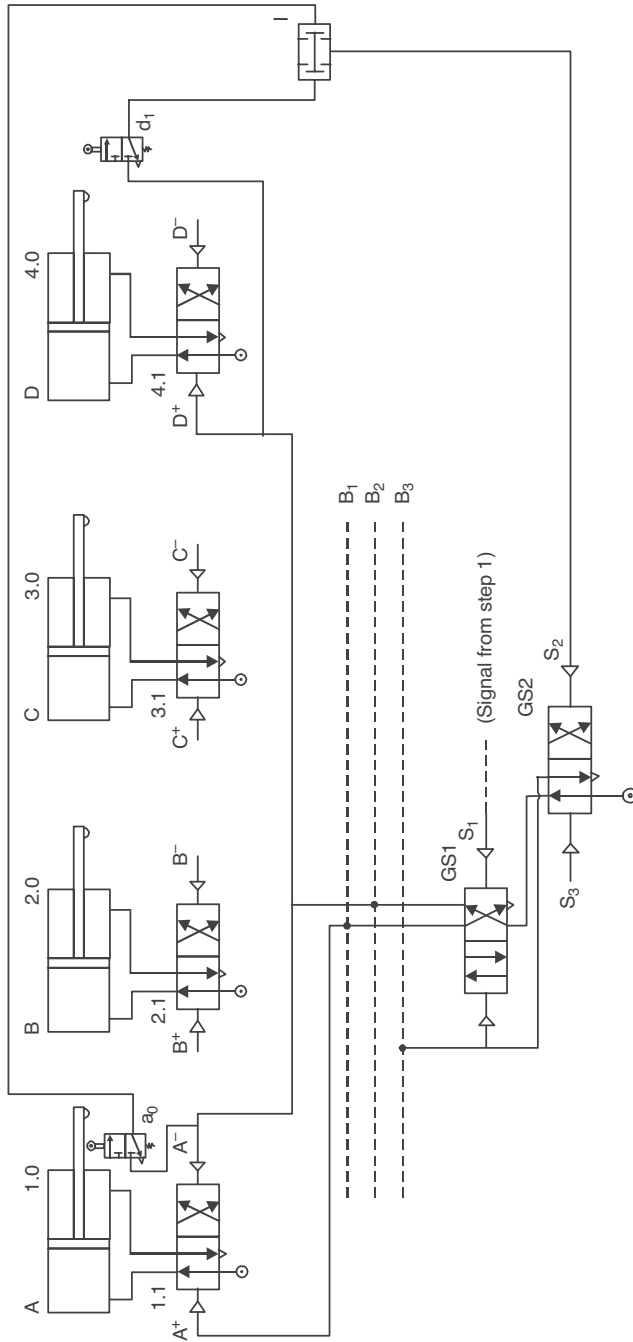 A
1.0
B
2.0
C
3.0
D
4.0
a₀
d₁
I
1.1
2.1
3.1
4.1
A⁺
A⁻
B⁺
B⁻
C⁺
C⁻
D⁺
D⁻
B₁
B₂
B₃
GS1
S₁
(Signal from step 1)
GS2
S₂
S₃